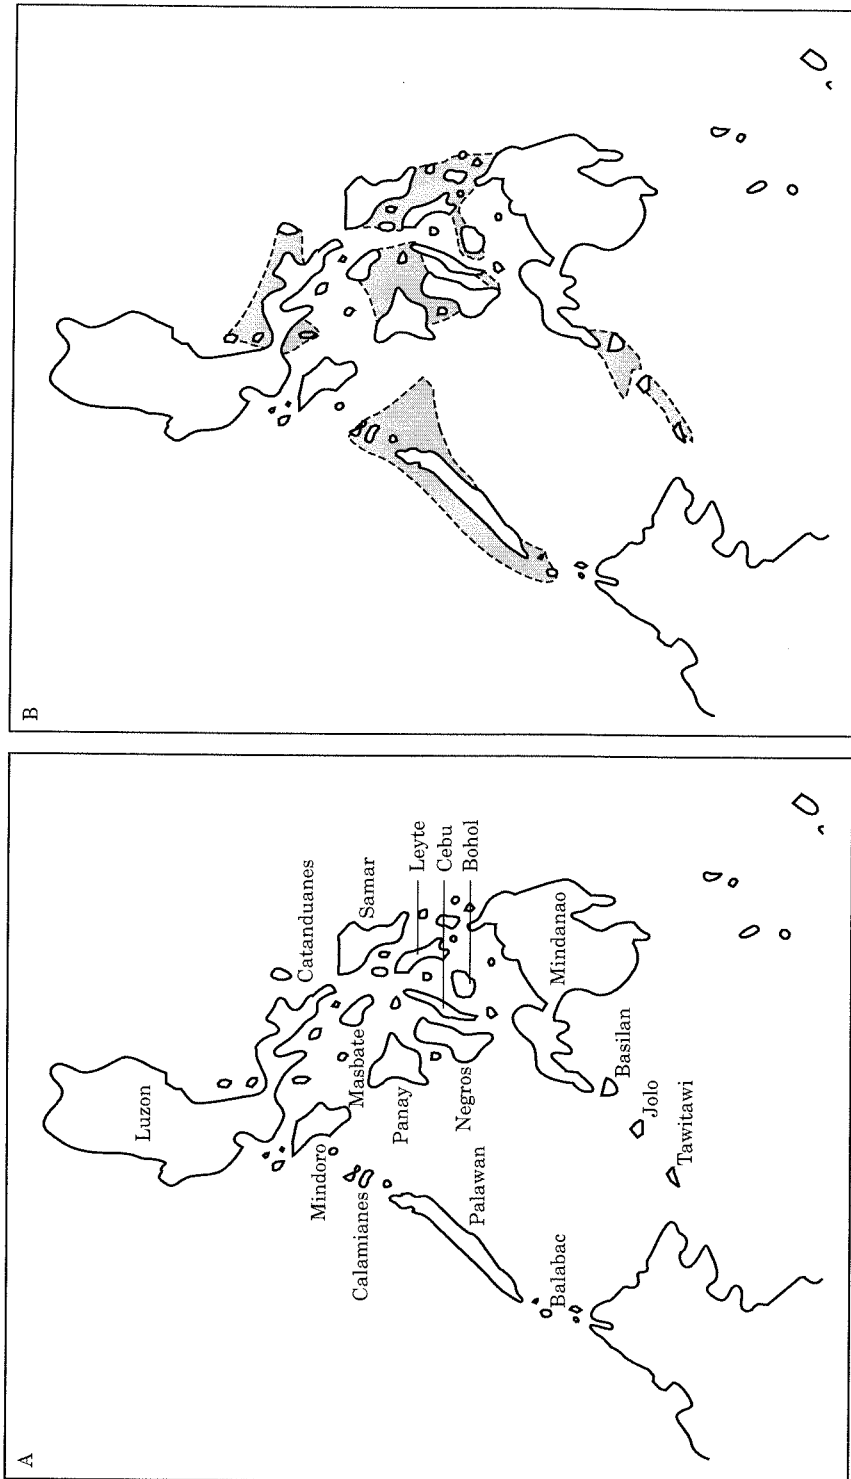 A
Luzon
Catanduanes
Mindoro
Samar
Masbate
Calamianes
Panay
Leyte
Cebu
Bohol
Negros
Palawan
Mindanao
Balabac
Basilan
Jolo
Tawitawi
B